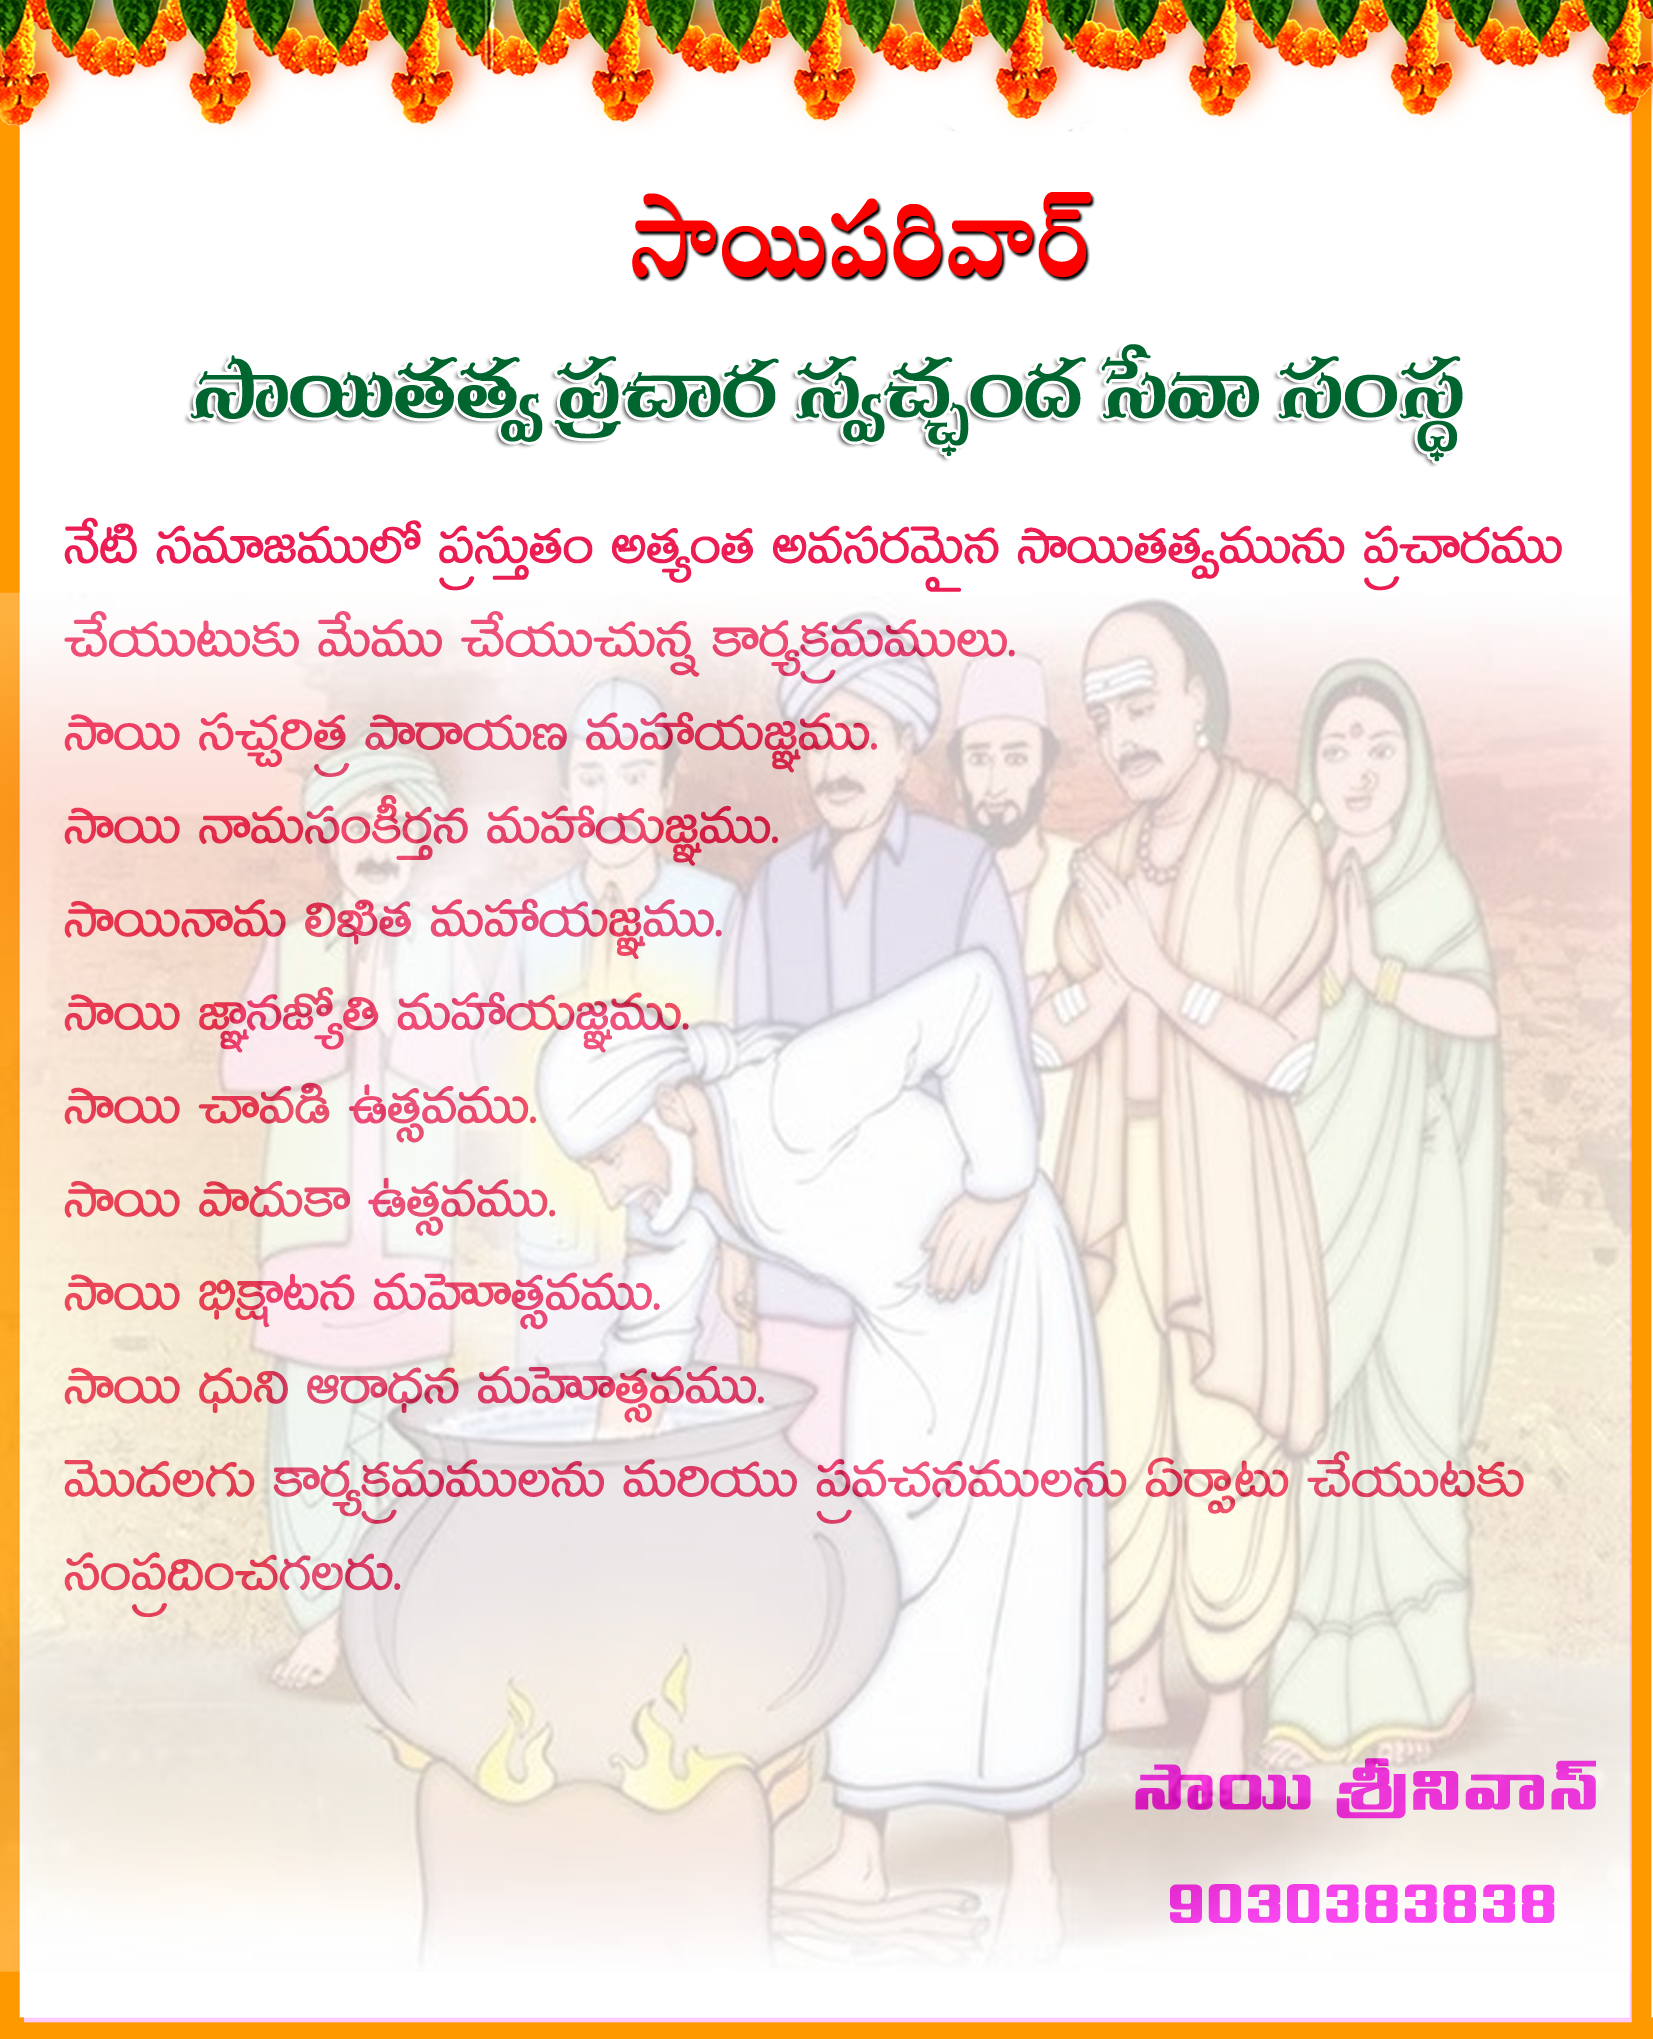 సాయిపరివార్
సాయితత్వ ప్రచార స్వచ్ఛంద సేవా సంస్థ
నేటి సమాజములో ప్రస్తుతం అత్యంత అవసరమైన సాయితత్వమును ప్రచారము
చేయుటుకు మేము చేయుచున్న కార్యక్రమములు.
సాయి సచ్చరిత్ర పారాయణ మహాయజ్ఞము.
సాయి నామసంకీర్తన మహాయజ్ఞము.
సాయినామ లిఖిత మహాయజ్ఞము.
సాయి జ్ఞానజ్యోతి మహాయజ్ఞము.
సాయి చావడి ఉత్సవము.
సాయి పాదుకా ఉత్సవము.
సాయి భిక్షాటన మహోత్సవము.
సాయి ధుని ఆరాధన మహోత్సవము.
మొదలగు కార్యక్రమములను మరియు ప్రవచనములను ఏర్పాటు చేయుటకు
సంప్రదించగలరు.
సాయి శ్రీనివాస్
9030383838